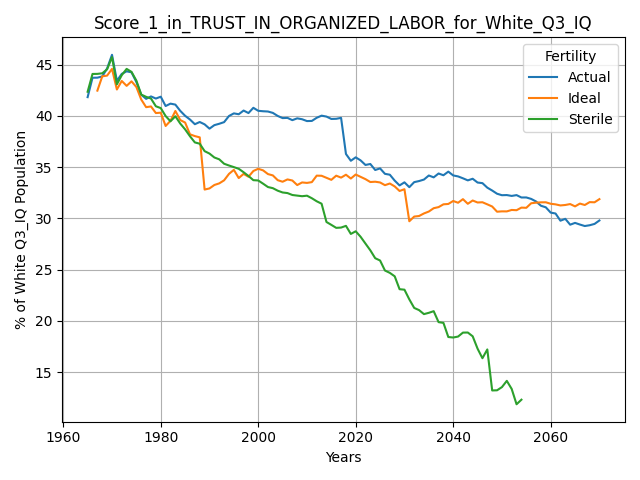 Score_1_in_TRUST_IN_ORGANIZED_LABOR_for_White_Q3_IQ
Fertility
Actual
Ideal
Sterile
% of White Q3_IQ Population
45
40
35
30
25
20
15
1960
1980
2000
2020
2040
2060
Years